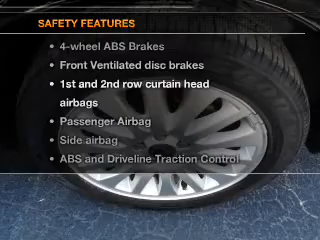 SAFETY FEATURES
• 4-wheel ABS Brakes
• Front Ventilated disc brakes
• 1st and 2nd row curtain head
airbags
• Passenger Airbag
• Side airbag
• ABS and Driveline Traction Control